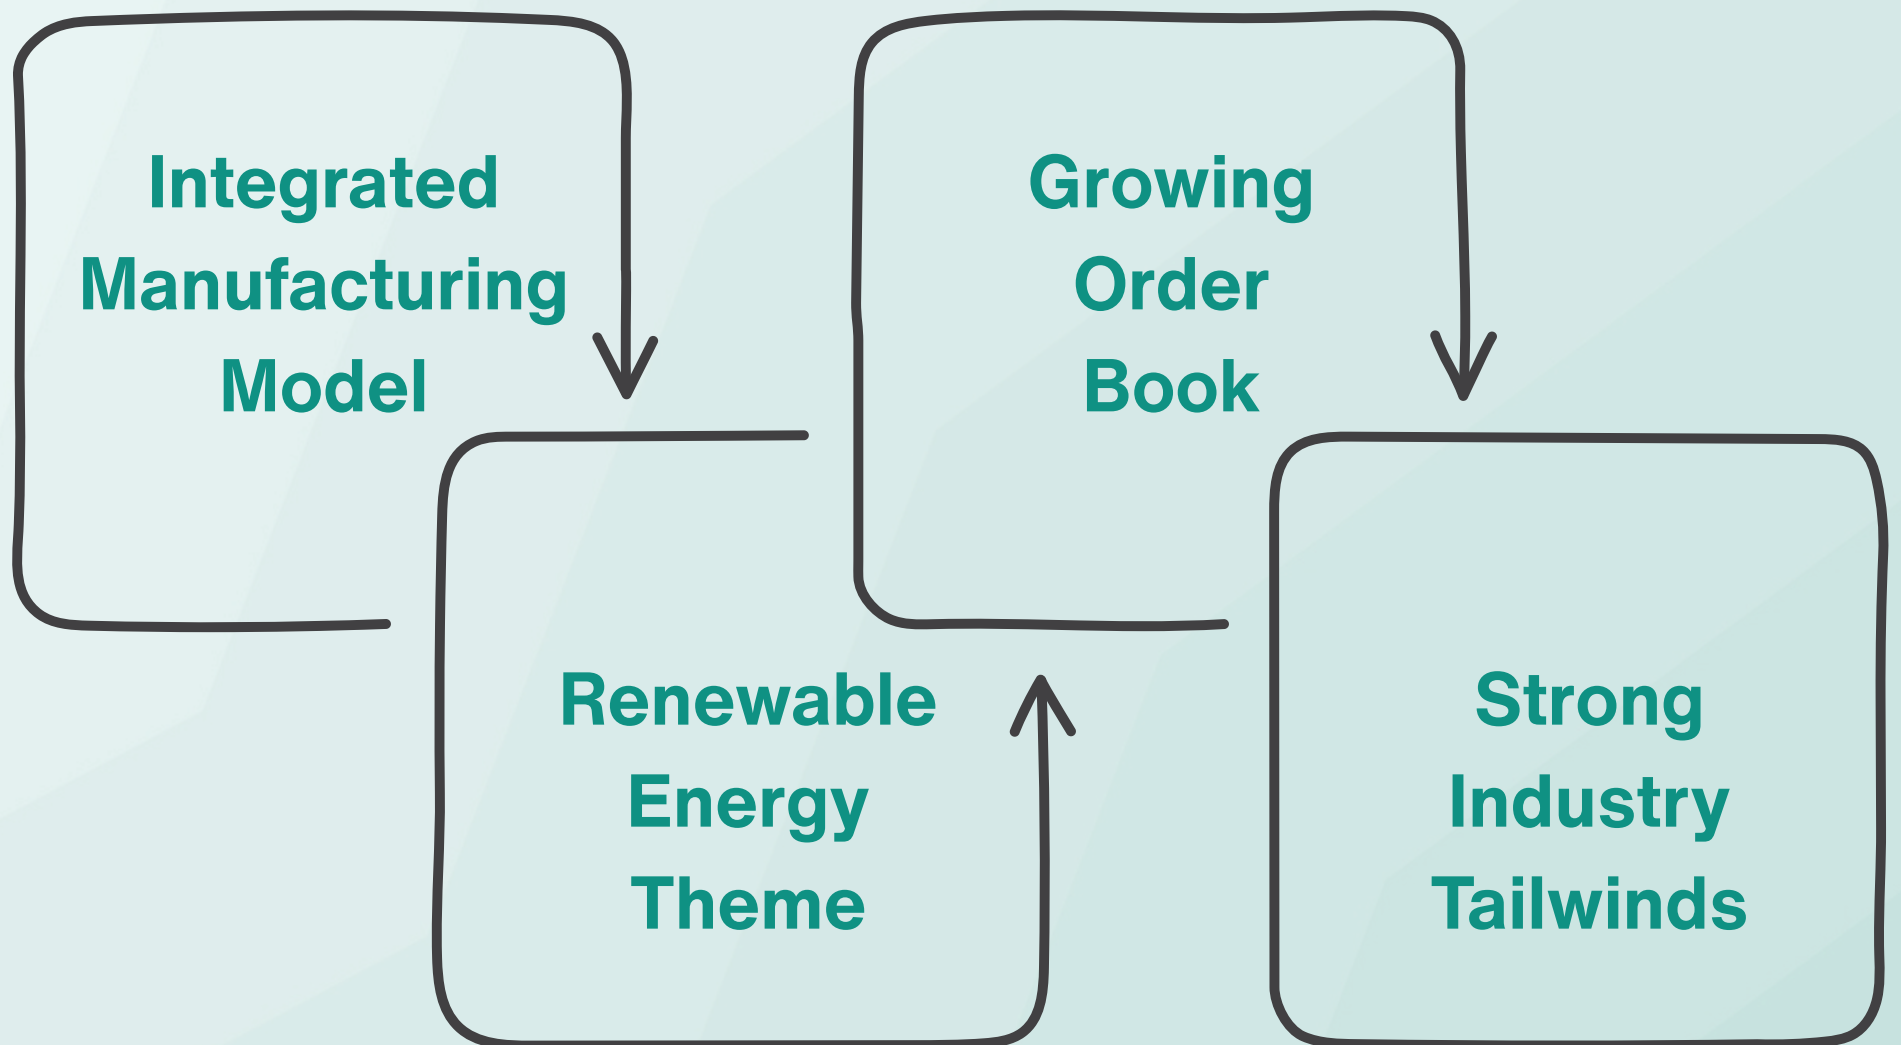 Integrated
Manufacturing
Model
Renewable
Energy
Theme
Growing
Order
Book
Strong
Industry
Tailwinds